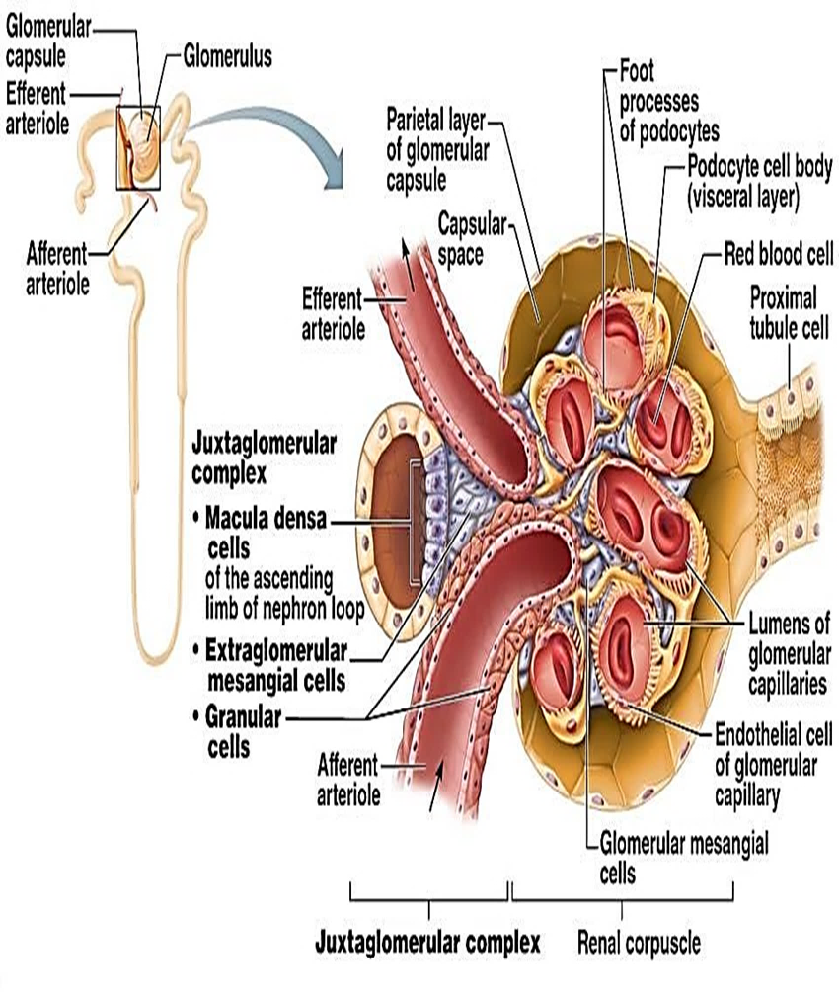 Glomerular
capsule
Glomerulus
Efferent
arteriole
Afferent
arteriole
Parietal layer
of glomerular
capsule
Capsular
space
Efferent
arteriole
Foot
processes
of podocytes
Podocyte cell body
(visceral layer)
Red blood cell
Proximal
tubule cell
Juxtaglomerular
complex
• Macula densa
cells
of the ascending
limb of nephron loop
• Extraglomerular
mesangial cells
• Granular
cells
Afferent
arteriole
Lumens of
glomerular
capillaries
Endothelial cell
of glomerular
capillary
Glomerular mesangial
cells
Juxtaglomerular complex
Renal corpuscle